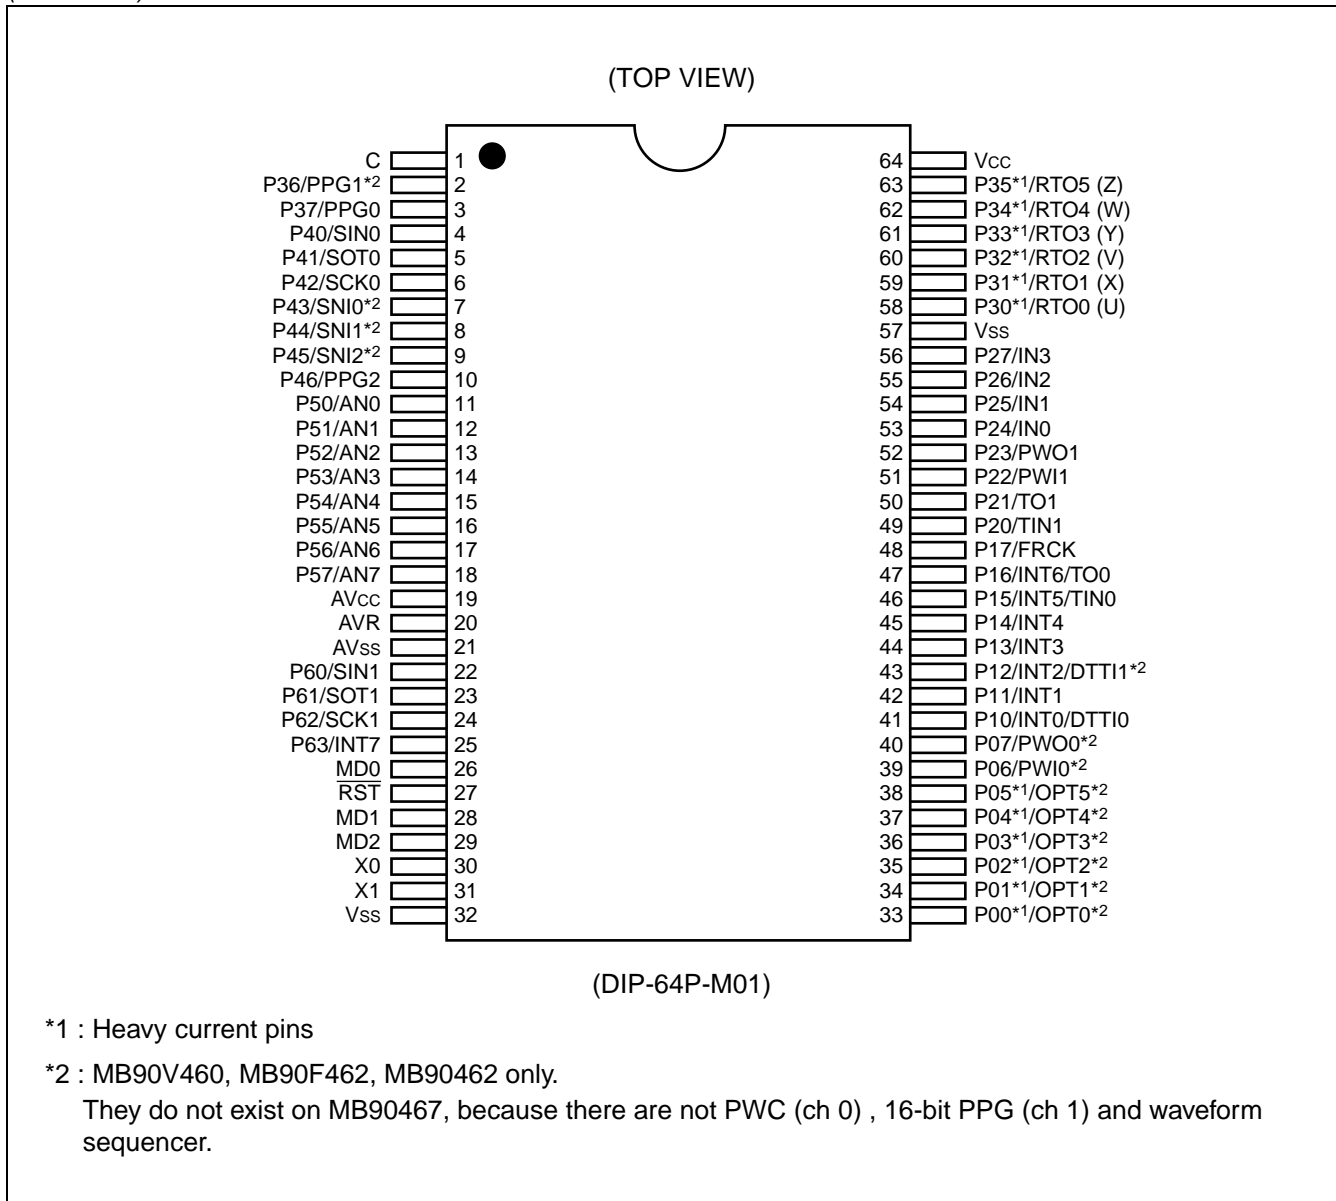 (TOP VIEW)
C 1 64 Vcc
P36/PPG1*2 2 63 P35*1/RTO5 (Z)
P37/PPG0 3 62 P34*1/RTO4 (W)
P40/SIN0 4 61 P33*1/RTO3 (Y)
P41/SOT0 5 60 P32*1/RTO2 (V)
P42/SCK0 6 59 P31*1/RTO1 (X)
P43/SNI0*2 7 58 P30*1/RTO0 (U)
P44/SNI1*2 8 57 Vss
P45/SNI2*2 9 56 P27/IN3
P46/PPG2 10 55 P26/IN2
P50/AN0 11 54 P25/IN1
P51/AN1 12 53 P24/IN0
P52/AN2 13 52 P23/PWO1
P53/AN3 14 51 P22/PWI1
P54/AN4 15 50 P21/TO1
P55/AN5 16 49 P20/TIN1
P56/AN6 17 48 P17/FRCK
P57/AN7 18 47 P16/INT6/TO0
AVcc 19 46 P15/INT5/TIN0
AVR 20 45 P14/INT4
AVss 21 44 P13/INT3
P60/SIN1 22 43 P12/INT2/DTTI1*2
P61/SOT1 23 42 P11/INT1
P62/SCK1 24 41 P10/INT0/DTTI0
P63/INT7 25 40 P07/PWO0*2
MD0 26 39 P06/PWI0*2
RST 27 38 P05*1/OPT5*2
MD1 28 37 P04*1/OPT4*2
MD2 29 36 P03*1/OPT3*2
X0 30 35 P02*1/OPT2*2
X1 31 34 P01*1/OPT1*2
Vss 32 33 P00*1/OPT0*2
(DIP-64P-M01)
*1 : Heavy current pins
*2 : MB90V460, MB90F462, MB90462 only.
They do not exist on MB90467, because there are not PWC (ch 0) , 16-bit PPG (ch 1) and waveform
sequencer.